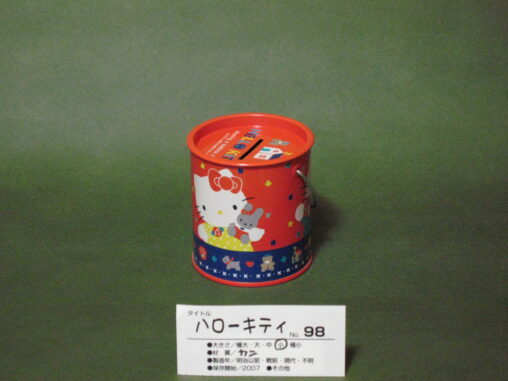 タイトル
ハローキティ No. 98
●大きさ/極大・大・中・小・極小
●材 質/カン
●製造年/明治以前・戦前・現代・不明
●保存開始/2007 ●その他